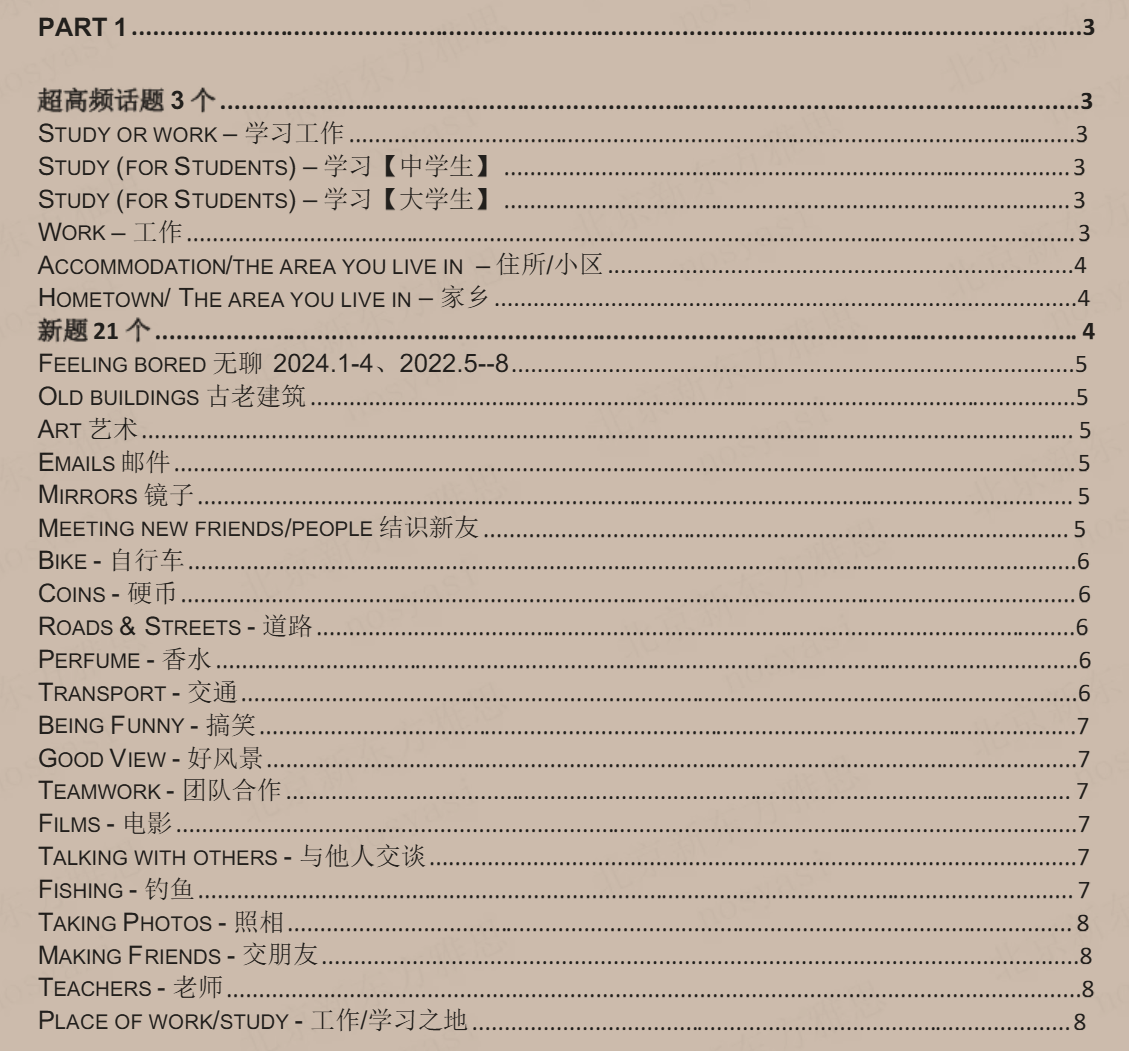 PART 1 3
超高频话题 3 个 3
STUDY OR WORK – 学习工作 3
STUDY (FOR STUDENTS) – 学习【中学生】 3
STUDY (FOR STUDENTS) – 学习【大学生】 3
WORK – 工作 3
ACCOMMODATION/THE AREA YOU LIVE IN – 住所/小区 4
HOMETOWN/ THE AREA YOU LIVE IN – 家乡 4
新题 21 个 4
FEELING BORED 无聊 2024.1-4、2022.5--8 5
OLD BUILDINGS 古老建筑 5
ART 艺术 5
EMAILS 邮件 5
MIRRORS 镜子 5
MEETING NEW FRIENDS/PEOPLE 结识新友 5
BIKE - 自行车 6
COINS - 硬币 6
ROADS & STREETS - 道路 6
PERFUME - 香水 6
TRANSPORT - 交通 6
BEING FUNNY - 搞笑 7
GOOD VIEW - 好风景 7
TEAMWORK - 团队合作 7
FILMS - 电影 7
TALKING WITH OTHERS - 与他人交谈 7
FISHING - 钓鱼 7
TAKING PHOTOS - 照相 8
MAKING FRIENDS - 交朋友 8
TEACHERS - 老师 8
PLACE OF WORK/STUDY - 工作/学习之地 8